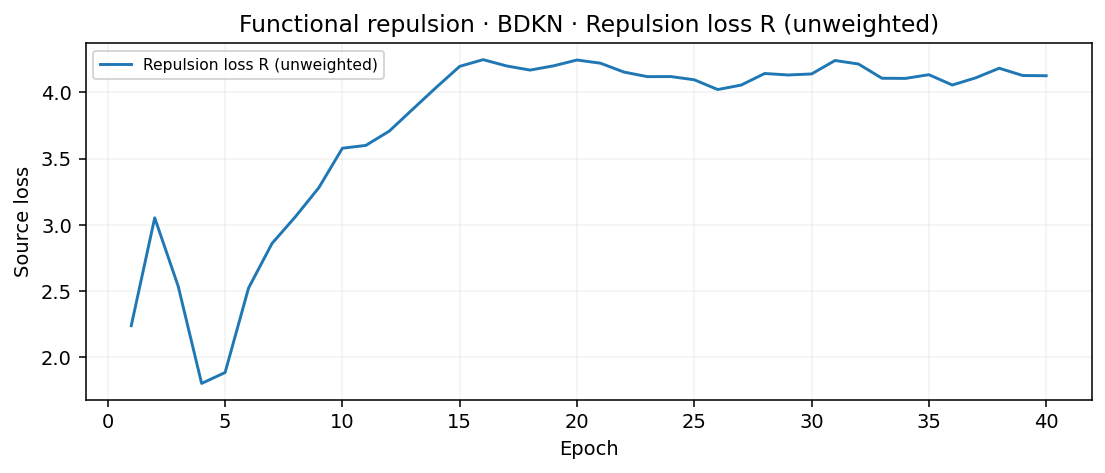 Functional repulsion · BDKN · Repulsion loss R (unweighted)
Repulsion loss R (unweighted)
Source loss
4.0
3.5
3.0
2.5
2.0
0 5 10 15 20 25 30 35 40
Epoch